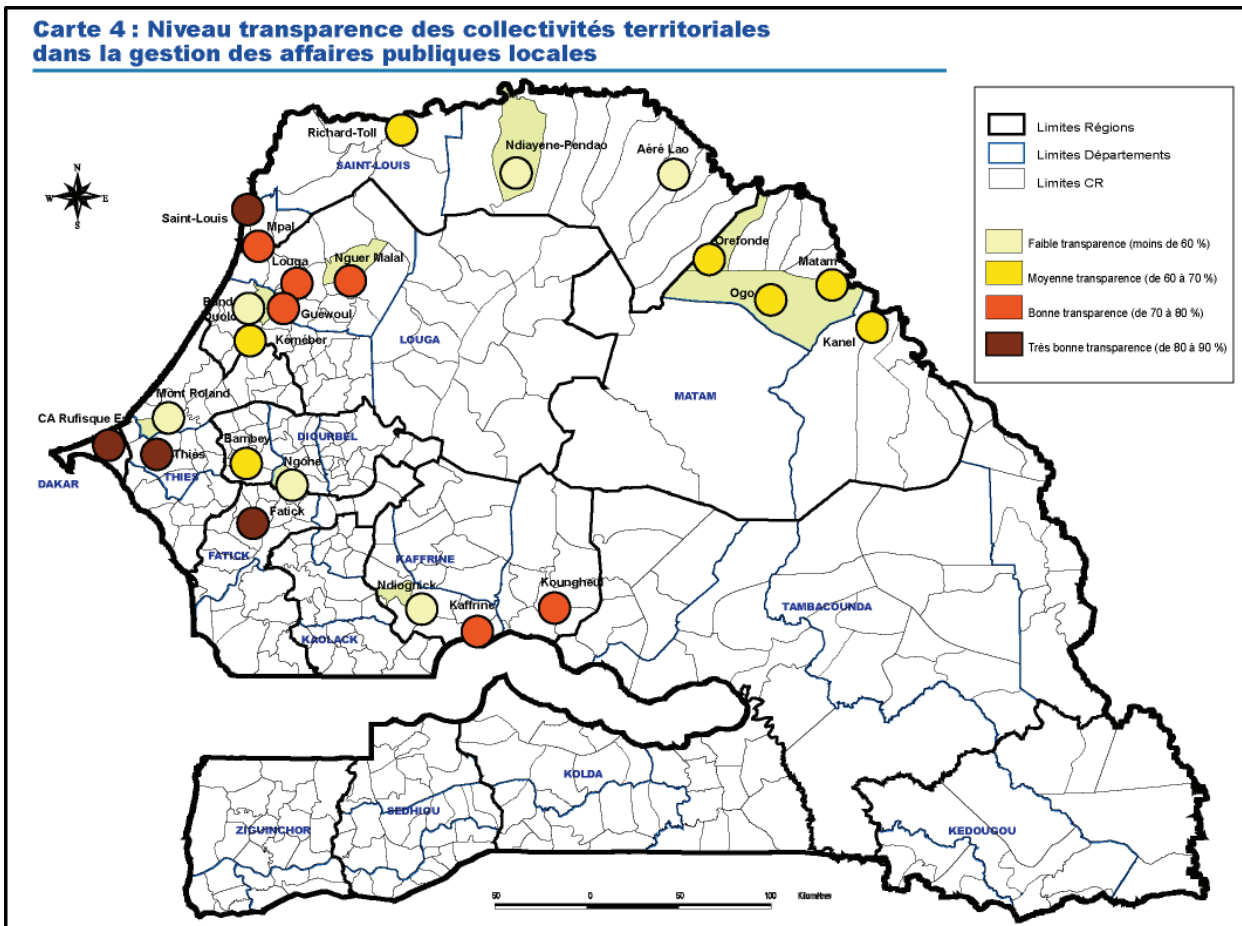 Carte 4 : Niveau transparence des collectivités territoriales
dans la gestion des affaires publiques locales
Limites Régions
Limites Départements
Limites CR
Faible transparence (moins de 60 %)
Moyenne transparence (de 60 à 70 %)
Bonne transparence (de 70 à 80 %)
Très bonne transparence (de 80 à 90 %)
N
W
E
S
Richard-Toll
SAINT-LOUIS
Ndiayene-Pendao
Aéré Lao
Saint-Louis
Mpal
Louga
Nguer Malal
Guéwoul
Kéméber
LOUGA
Orefonde
Matam
Ogo
Kanel
MATAM
Mont Roland
CA Rufisque Es
Thiès
THIES
DAKAR
Bambey
DIOURBEL
Ngohe
Fatick
FATICK
KAFFRINE
Ndiognick
Kaffrine
Koungheul
KAOLACK
TAMBACOUNDA
KOLDA
SEDHIOU
ZIGUINCHOR
KEDOUGOU
50 0 50 100 Kilométres